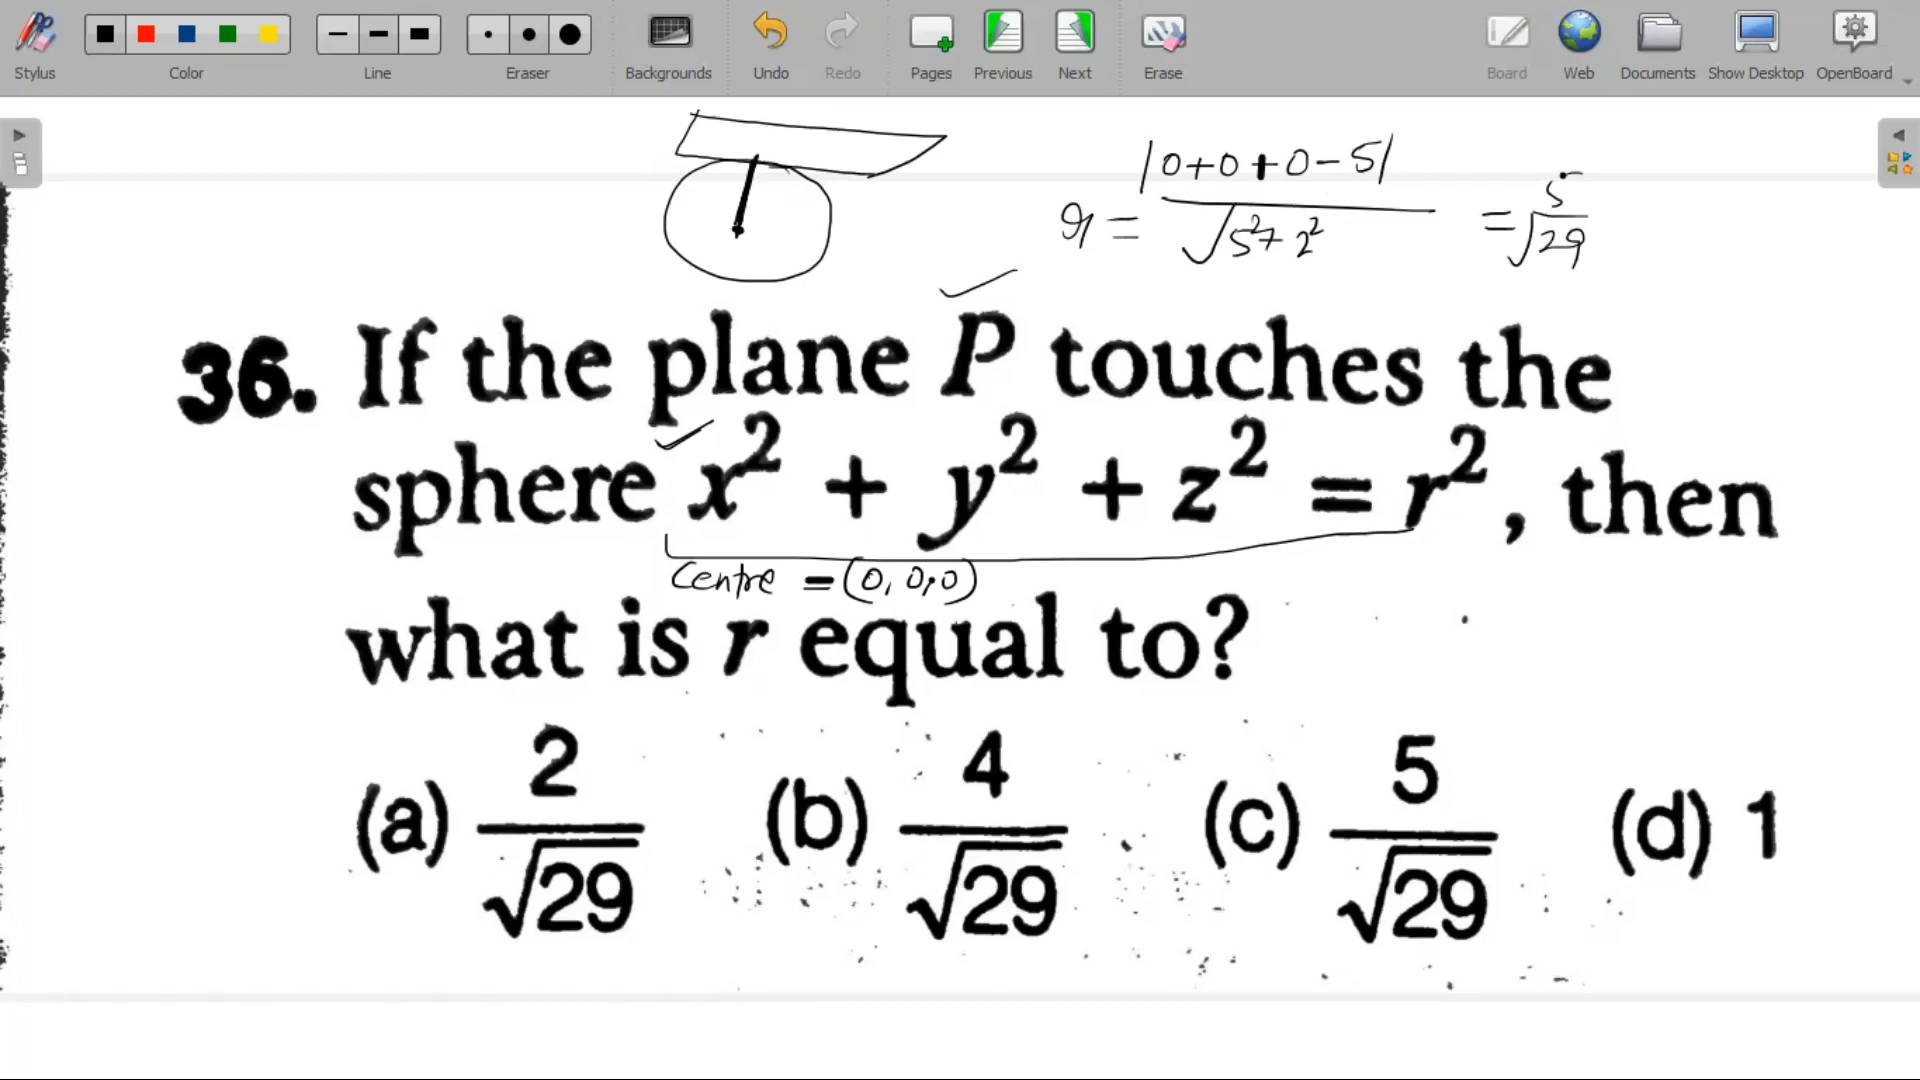 Stylus Color Line Eraser Backgrounds Undo Redo Pages Previous Next Erase Board Web Documents Show Desktop OpenBoard
r = |0+0+0-5| / √5²+2² = 5/√29
36. If the plane P touches the
sphere x² + y² + z² = r², then
Centre = (0, 0, 0)
what is r equal to?
(a) 2/√29 (b) 4/√29 (c) 5/√29 (d) 1